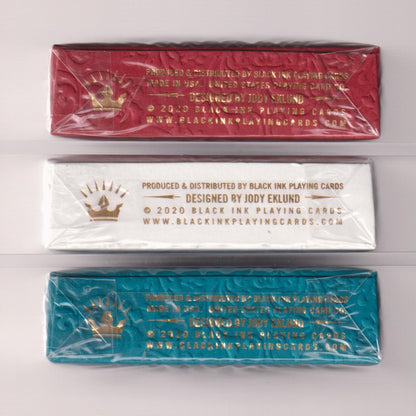 PRODUCED & DISTRIBUTED BY BLACK INK PLAYING CARDS
MADE IN USA. UNITED STATES PLAYING CARD CO.
DESIGNED BY JODY EKLUND
© 2020 BLACK INK PLAYING CARDS
WWW.BLACKINKPLAYINGCARDS.COM
PRODUCED & DISTRIBUTED BY BLACK INK PLAYING CARDS
DESIGNED BY JODY EKLUND
© 2020 BLACK INK PLAYING CARDS
WWW.BLACKINKPLAYINGCARDS.COM
PRODUCED & DISTRIBUTED BY BLACK INK PLAYING CARDS
MADE IN USA. UNITED STATES PLAYING CARD CO.
DESIGNED BY JODY EKLUND
© 2020 BLACK INK PLAYING CARDS
WWW.BLACKINKPLAYINGCARDS.COM